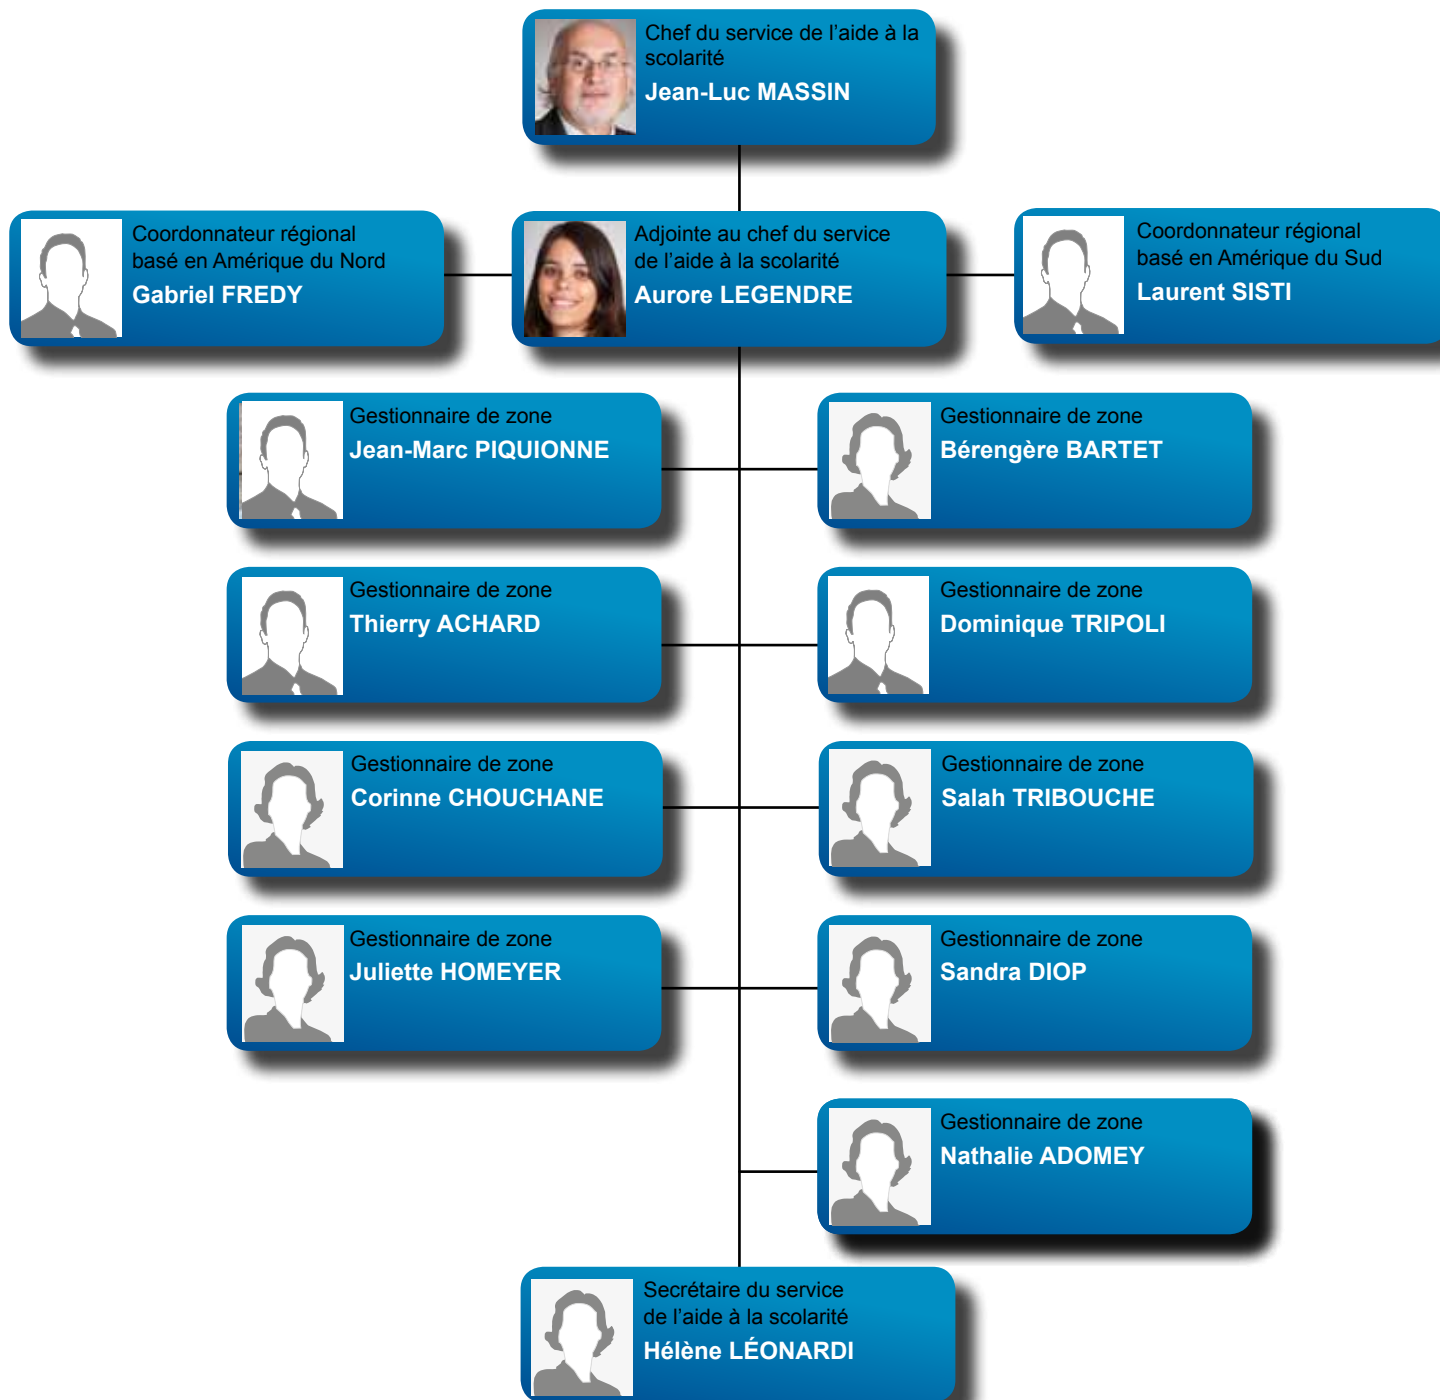 Chef du service de l’aide à la
scolarité
Jean-Luc MASSIN
Coordonnateur régional
basé en Amérique du Nord
Gabriel FREDY
Adjointe au chef du service
de l’aide à la scolarité
Aurore LEGENDRE
Coordonnateur régional
basé en Amérique du Sud
Laurent SISTI
Gestionnaire de zone
Jean-Marc PIQUIONNE
Gestionnaire de zone
Bérengère BARTET
Gestionnaire de zone
Thierry ACHARD
Gestionnaire de zone
Dominique TRIPOLI
Gestionnaire de zone
Corinne CHOUCHANE
Gestionnaire de zone
Salah TRIBOUCHE
Gestionnaire de zone
Juliette HOMEYER
Gestionnaire de zone
Sandra DIOP
Gestionnaire de zone
Nathalie ADOMEY
Secrétaire du service
de l’aide à la scolarité
Hélène LÉONARDI